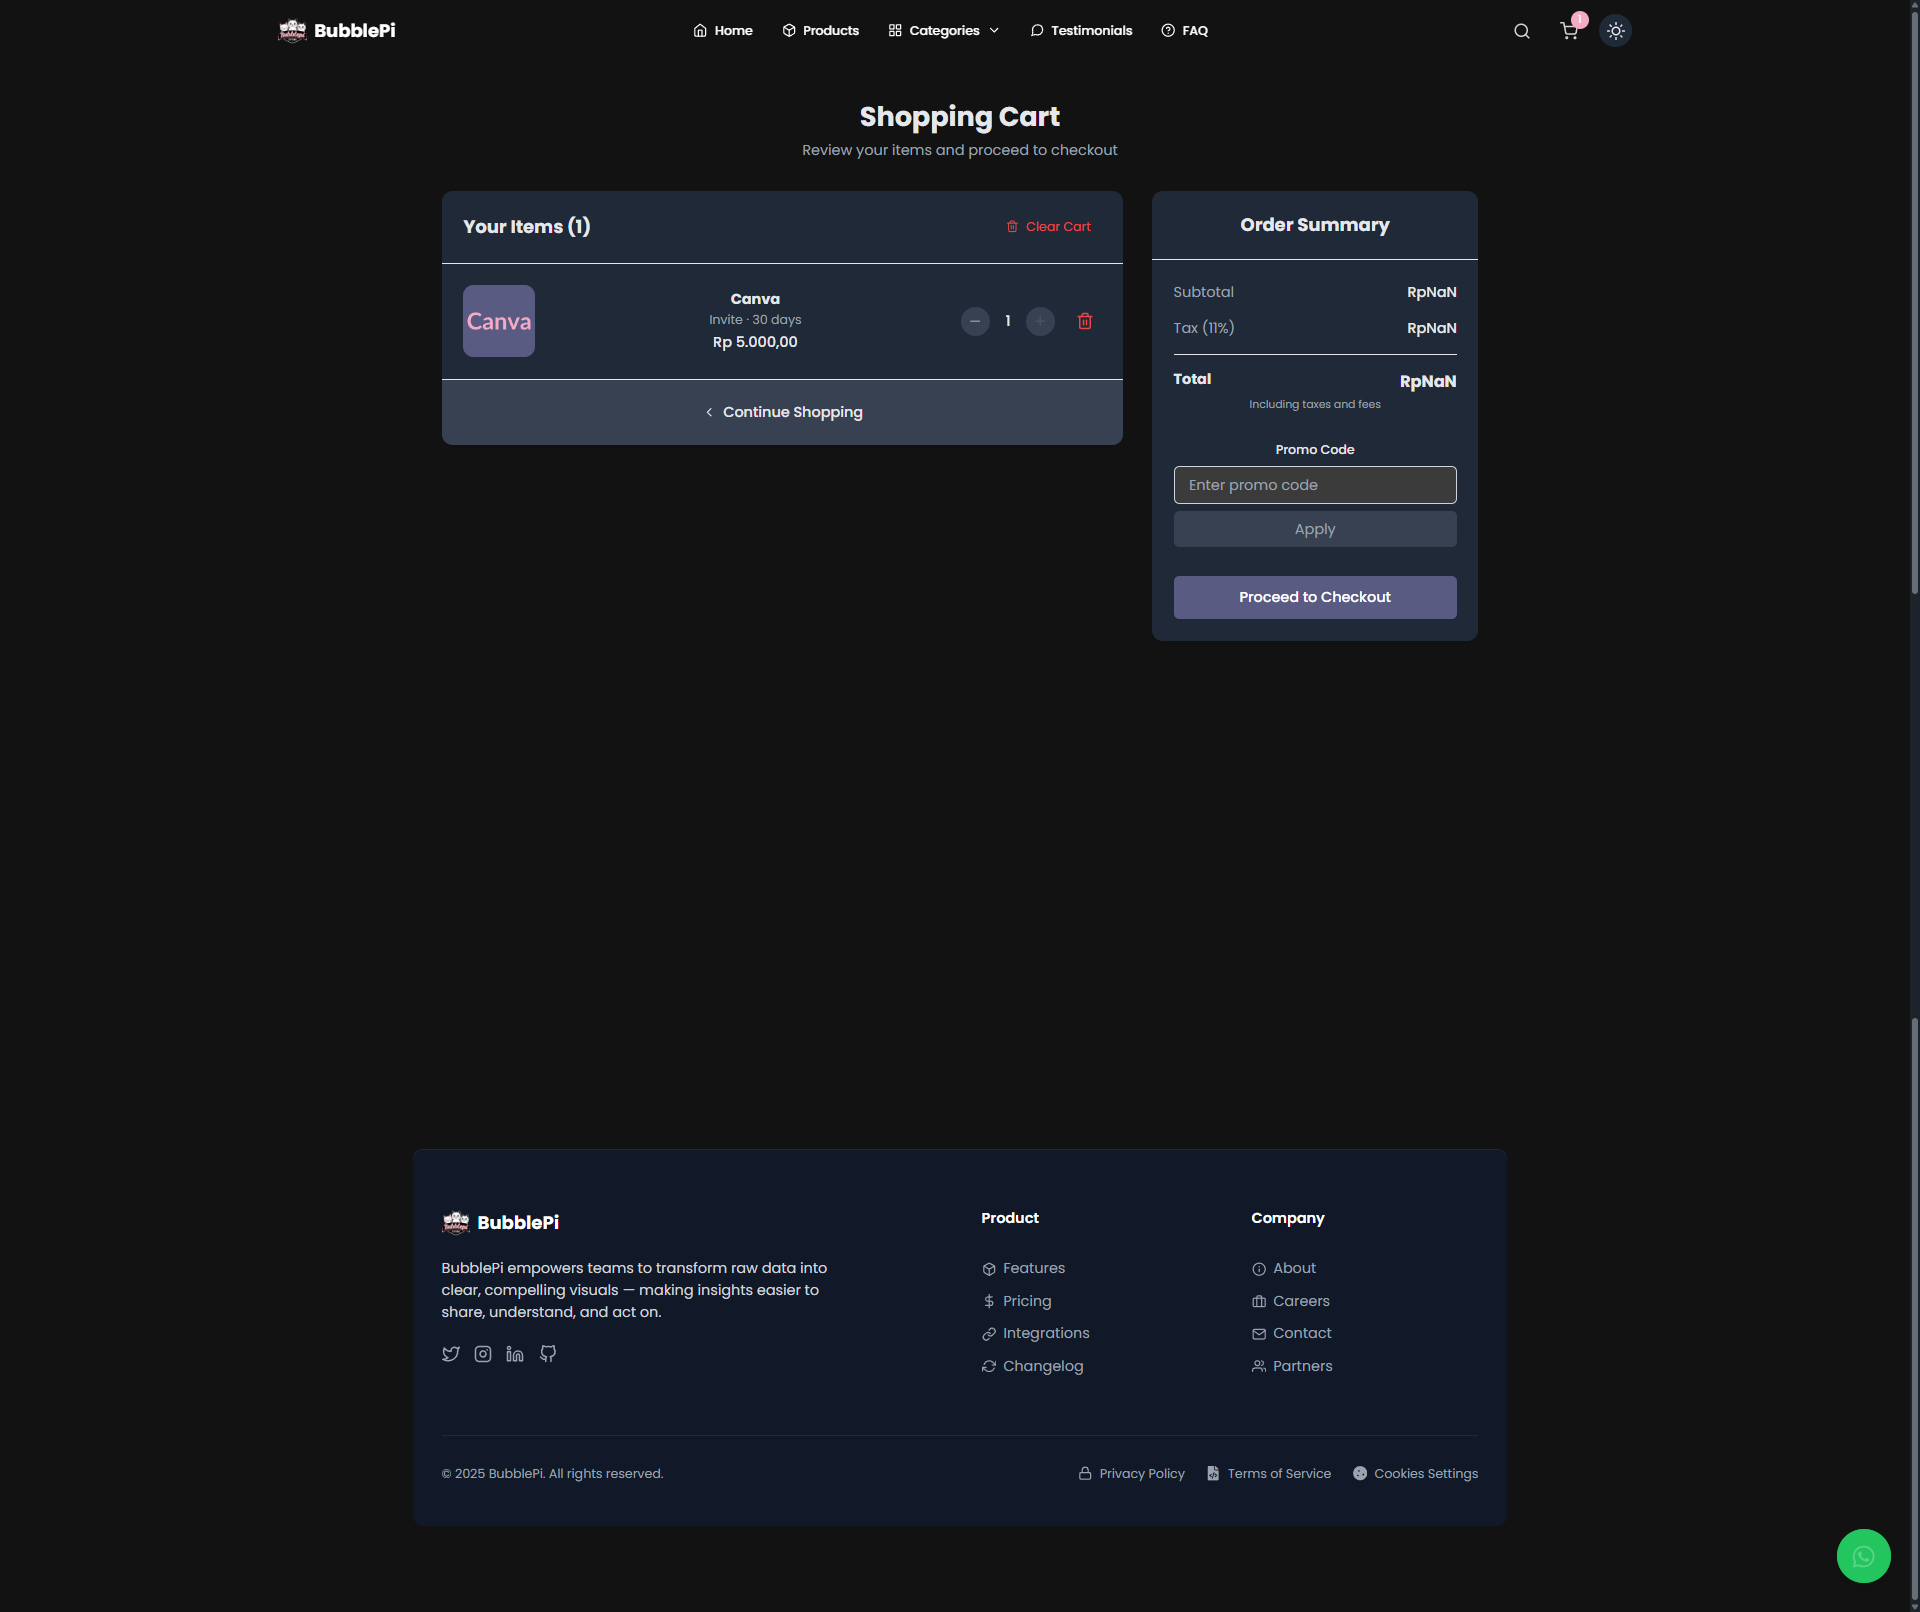 BubblePi
Home
Products
Categories
Testimonials
FAQ
1
Shopping Cart
Review your items and proceed to checkout
Your Items (1)
Clear Cart
Canva
Canva
Invite · 30 days
Rp 5.000,00
1
Continue Shopping
Order Summary
Subtotal RpNaN
Tax (11%) RpNaN
Total RpNaN
Including taxes and fees
Promo Code
Enter promo code
Apply
Proceed to Checkout
BubblePi
BubblePi empowers teams to transform raw data into
clear, compelling visuals — making insights easier to
share, understand, and act on.
Product
Features
Pricing
Integrations
Changelog
Company
About
Careers
Contact
Partners
© 2025 BubblePi. All rights reserved.
Privacy Policy
Terms of Service
Cookies Settings